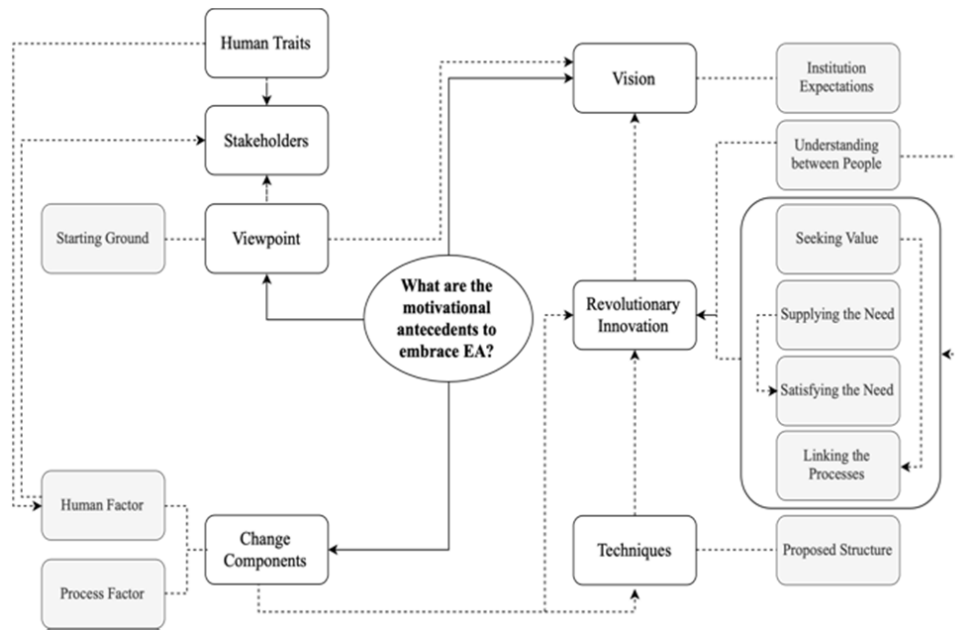 Human Traits
Vision
Institution
Expectations
Stakeholders
Understanding
between People
Starting Ground
Viewpoint
Seeking Value
What are the
motivational
antecedents to
embrace EA?
Revolutionary
Innovation
Supplying the Need
Satisfying the Need
Linking the
Processes
Human Factor
Change
Components
Techniques
Proposed Structure
Process Factor